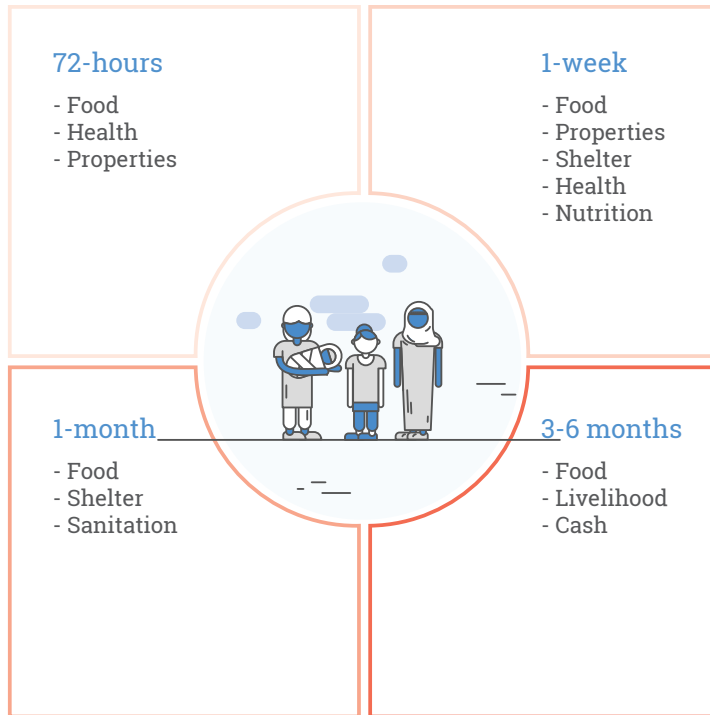 72-hours
- Food
- Health
- Properties
1-week
- Food
- Properties
- Shelter
- Health
- Nutrition
1-month
- Food
- Shelter
- Sanitation
3-6 months
- Food
- Livelihood
- Cash